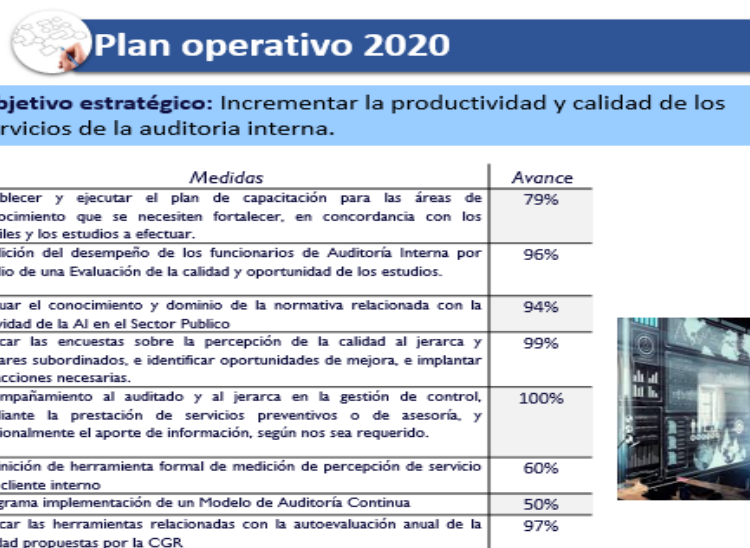 Plan operativo 2020
bjetivo estratégico: Incrementar la productividad y calidad de los
rvicios de la auditoria interna.
Medidas Avance
blecer y ejecutar el plan de capacitación para las áreas de 79%
ocimiento que se necesiten fortalecer, en concordancia con los
iles y los estudios a efectuar.
ición del desempeño de los funcionarios de Auditoría Interna por 96%
io de una Evaluación de la calidad y oportunidad de los estudios.
uar el conocimiento y dominio de la normativa relacionada con la 94%
vidad de la AI en el Sector Publico
car las encuestas sobre la percepción de la calidad al jerarca y 99%
ares subordinados, e identificar oportunidades de mejora, e implantar
acciones necesarias.
mpañamiento al auditado y al jerarca en la gestión de control, 100%
iante la prestación de servicios preventivos o de asesoría, y
ionalmente el aporte de información, según nos sea requerido.
inición de herramienta formal de medición de percepción de servicio 60%
cliente interno
grama implementación de un Modelo de Auditoría Continua 50%
car las herramientas relacionadas con la autoevaluación anual de la 97%
dad propuestas por la CGR